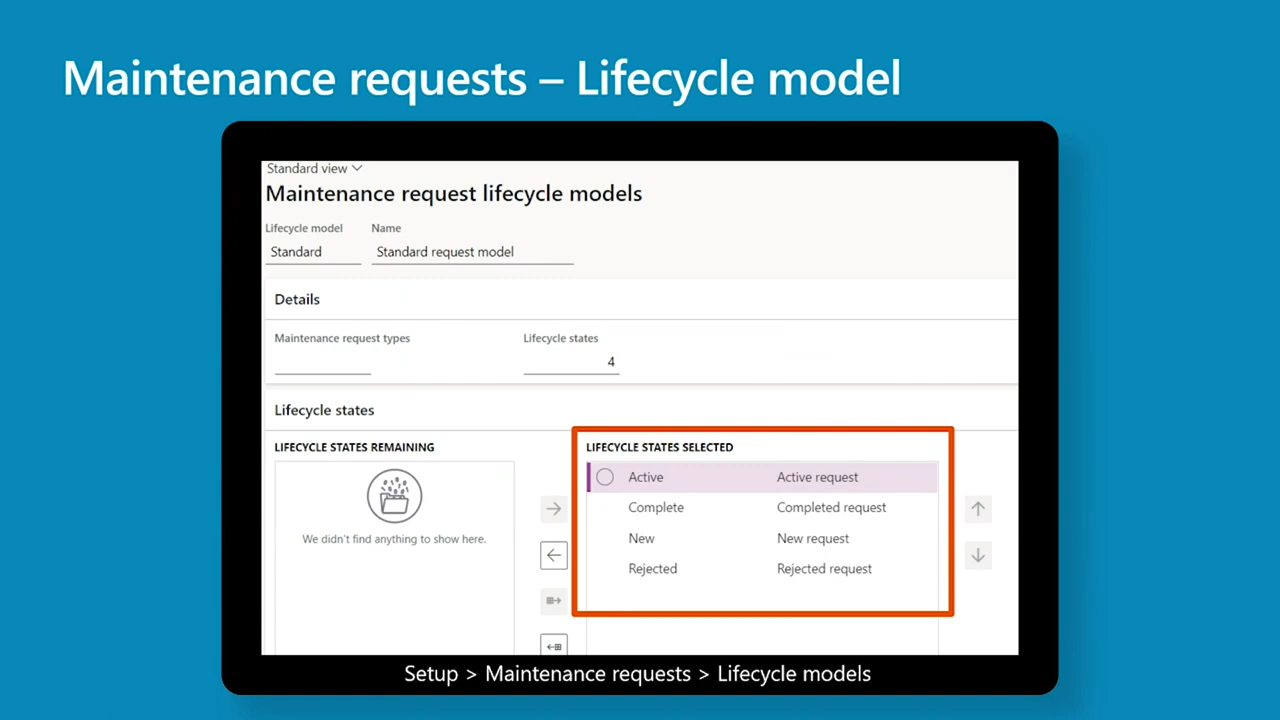 Maintenance requests – Lifecycle model
Standard view
Maintenance request lifecycle models
Lifecycle model Name
Standard Standard request model
Details
Maintenance request types Lifecycle states
4
Lifecycle states
LIFECYCLE STATES REMAINING LIFECYCLE STATES SELECTED
Active Active request
Complete Completed request
We didn't find anything to show here.
New New request
Rejected Rejected request
Setup > Maintenance requests > Lifecycle models